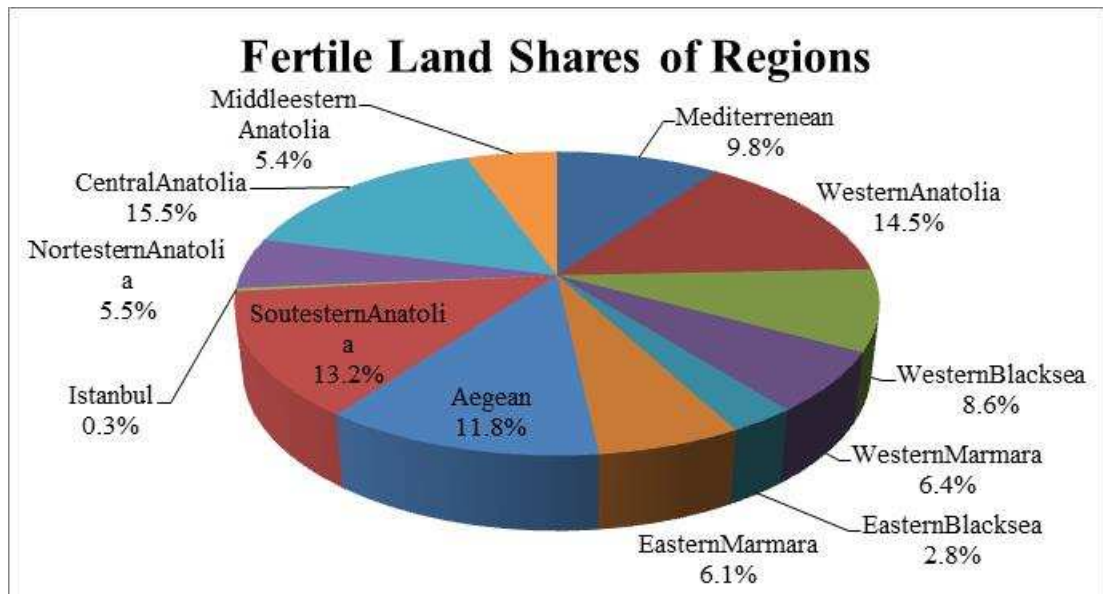 Fertile Land Shares of Regions
Middleestern
Anatolia
5.4%
Mediterrenean
9.8%
CentralAnatolia
15.5%
WesternAnatolia
14.5%
NortesternAnatoli
a
5.5%
SoutesternAnatoli
a
13.2%
Istanbul
0.3%
Aegean
11.8%
WesternBlacksea
8.6%
WesternMarmara
6.4%
EasternBlacksea
2.8%
EasternMarmara
6.1%